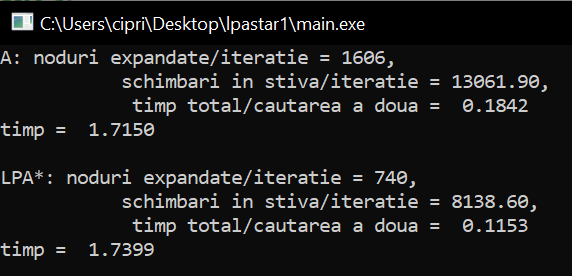 C:\Users\cipri\Desktop\lpastar1\main.exe
A: noduri expandate/iteratie = 1606,
schimbari in stiva/iteratie = 13061.90,
timp total/cautarea a doua =  0.1842
timp =  1.7150
LPA*: noduri expandate/iteratie = 740,
schimbari in stiva/iteratie = 8138.60,
timp total/cautarea a doua =  0.1153
timp =  1.7399